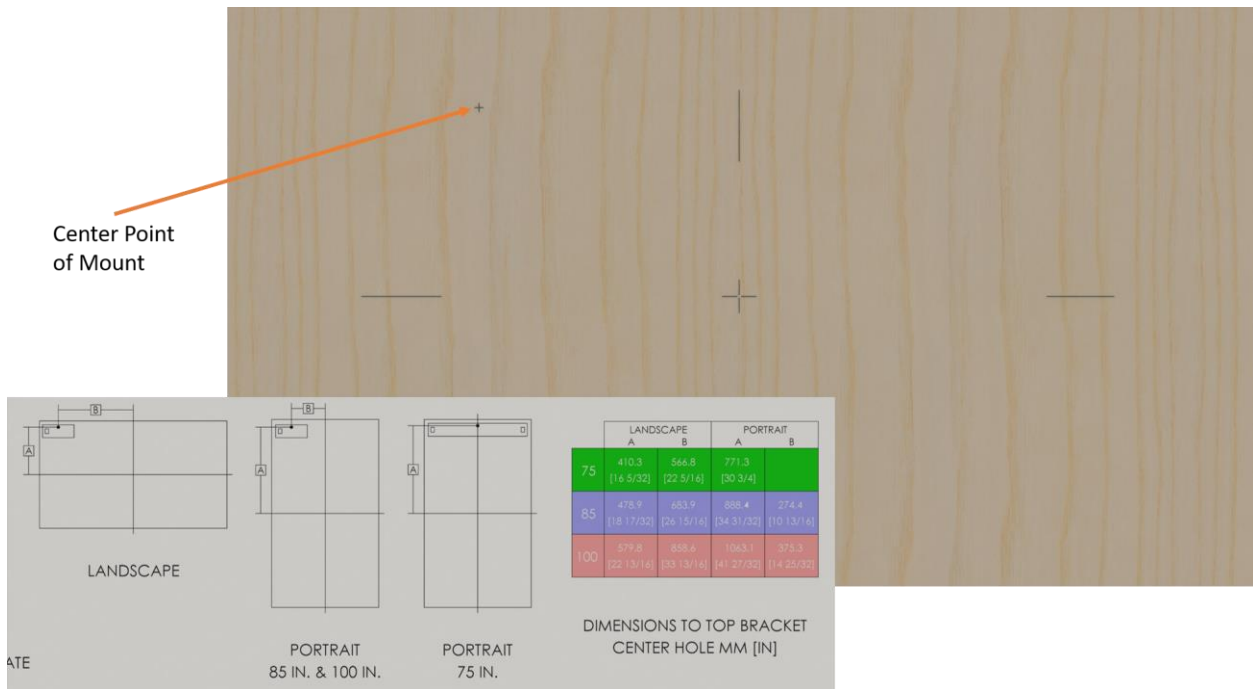 Center Point
of Mount
B
A
LANDSCAPE
B
A
PORTRAIT
85 IN. & 100 IN.
A
PORTRAIT
75 IN.
LANDSCAPE PORTRAIT
A B A B
75 410.3 566.8 771.3
[16 5/32] [22 5/16] [30 3/4]
85 478.9 683.9 888.4 274.4
[18 17/32] [26 15/16] [34 31/32] [10 13/16]
100 579.8 858.6 1063.1 375.3
[22 13/16] [33 13/16] [41 27/32] [14 25/32]
DIMENSIONS TO TOP BRACKET
CENTER HOLE MM [IN]
ATE